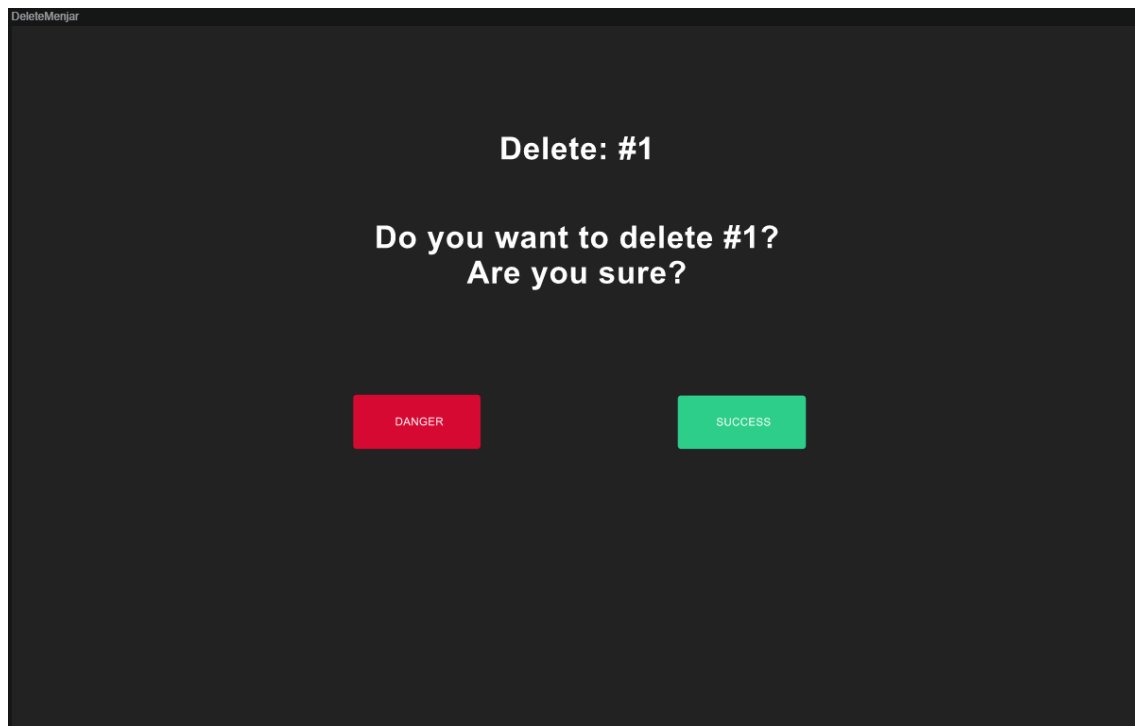 DeleteMenjar
Delete: #1
Do you want to delete #1?
Are you sure?
DANGER
SUCCESS